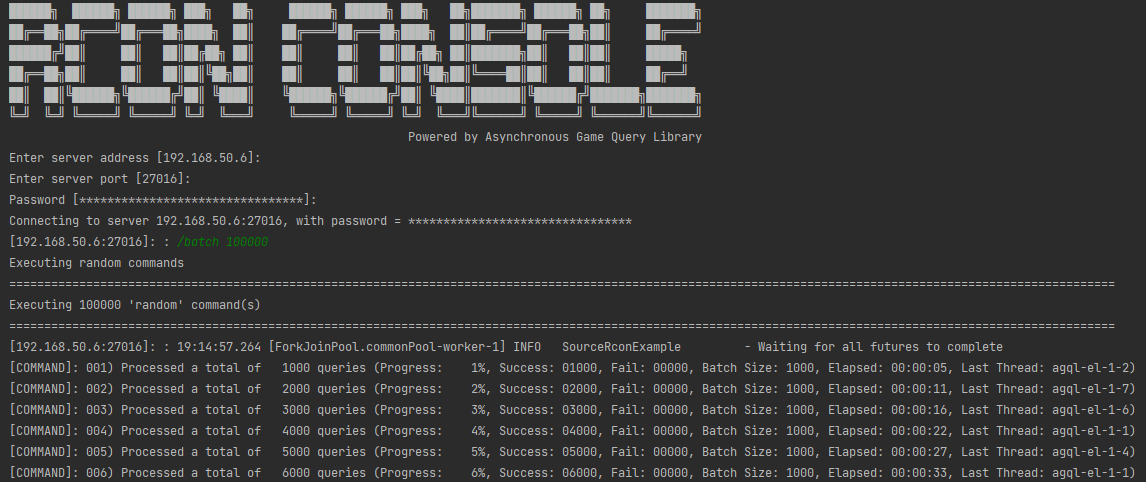 RCON CONSOLE
Powered by Asynchronous Game Query Library
Enter server address [192.168.50.6]:
Enter server port [27016]:
Password [********************************]:
Connecting to server 192.168.50.6:27016, with password = ********************************
[192.168.50.6:27016]: : /batch 100000
Executing random commands
==============================================================================================================================================================
Executing 100000 'random' command(s)
==============================================================================================================================================================
[192.168.50.6:27016]: : 19:14:57.264 [ForkJoinPool.commonPool-worker-1] INFO   SourceRconExample         - Waiting for all futures to complete
[COMMAND]: 001) Processed a total of   1000 queries (Progress:    1%, Success: 01000, Fail: 00000, Batch Size: 1000, Elapsed: 00:00:05, Last Thread: agql-el-1-2)
[COMMAND]: 002) Processed a total of   2000 queries (Progress:    2%, Success: 02000, Fail: 00000, Batch Size: 1000, Elapsed: 00:00:11, Last Thread: agql-el-1-7)
[COMMAND]: 003) Processed a total of   3000 queries (Progress:    3%, Success: 03000, Fail: 00000, Batch Size: 1000, Elapsed: 00:00:16, Last Thread: agql-el-1-6)
[COMMAND]: 004) Processed a total of   4000 queries (Progress:    4%, Success: 04000, Fail: 00000, Batch Size: 1000, Elapsed: 00:00:22, Last Thread: agql-el-1-1)
[COMMAND]: 005) Processed a total of   5000 queries (Progress:    5%, Success: 05000, Fail: 00000, Batch Size: 1000, Elapsed: 00:00:27, Last Thread: agql-el-1-4)
[COMMAND]: 006) Processed a total of   6000 queries (Progress:    6%, Success: 06000, Fail: 00000, Batch Size: 1000, Elapsed: 00:00:33, Last Thread: agql-el-1-1)